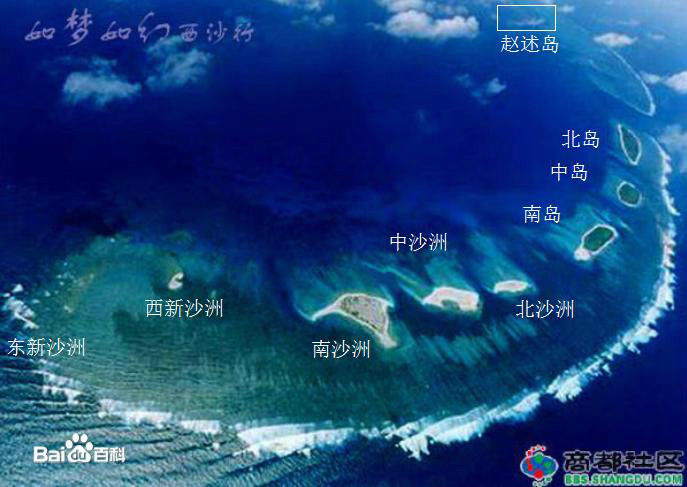 如梦如幻西沙行
赵述岛
北岛
中岛
南岛
中沙洲
西新沙洲
北沙洲
东新沙洲
南沙洲
Baidu百科
商都社区
BBS.SHANGDU.COM